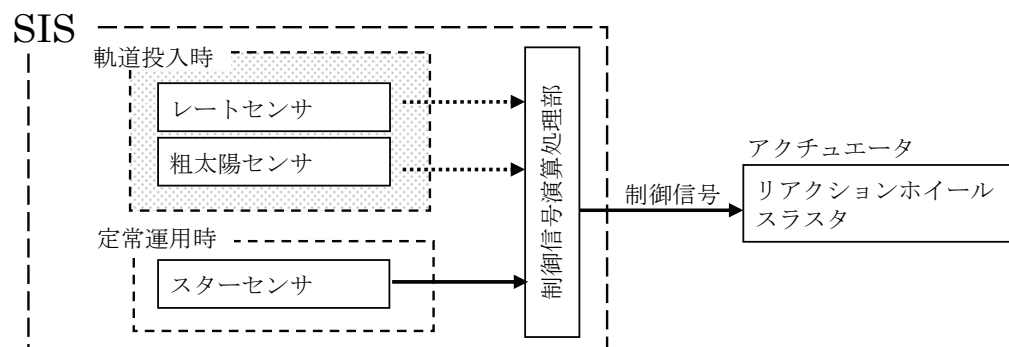 SIS
軌道投入時
レートセンサ
粗太陽センサ
定常運用時
スターセンサ
制御信号演算処理部
制御信号
アクチュエータ
リアクションホイール
スラスタ